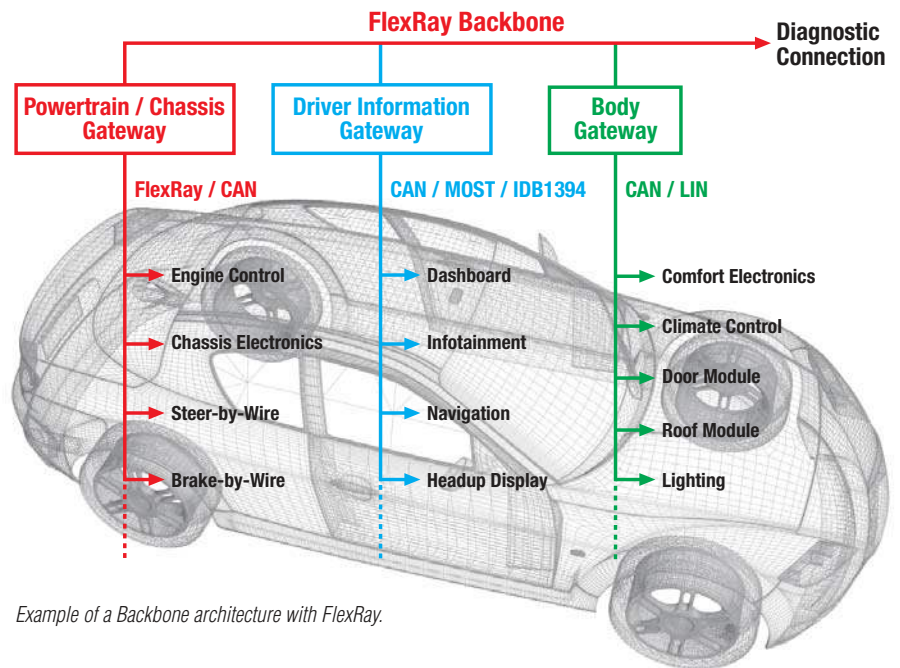 FlexRay Backbone
Diagnostic
Connection
Powertrain / Chassis
Gateway
Driver Information
Gateway
Body
Gateway
FlexRay / CAN
CAN / MOST / IDB1394
CAN / LIN
Engine Control
Chassis Electronics
Steer-by-Wire
Brake-by-Wire
Dashboard
Infotainment
Navigation
Headup Display
Comfort Electronics
Climate Control
Door Module
Roof Module
Lighting
Example of a Backbone architecture with FlexRay.